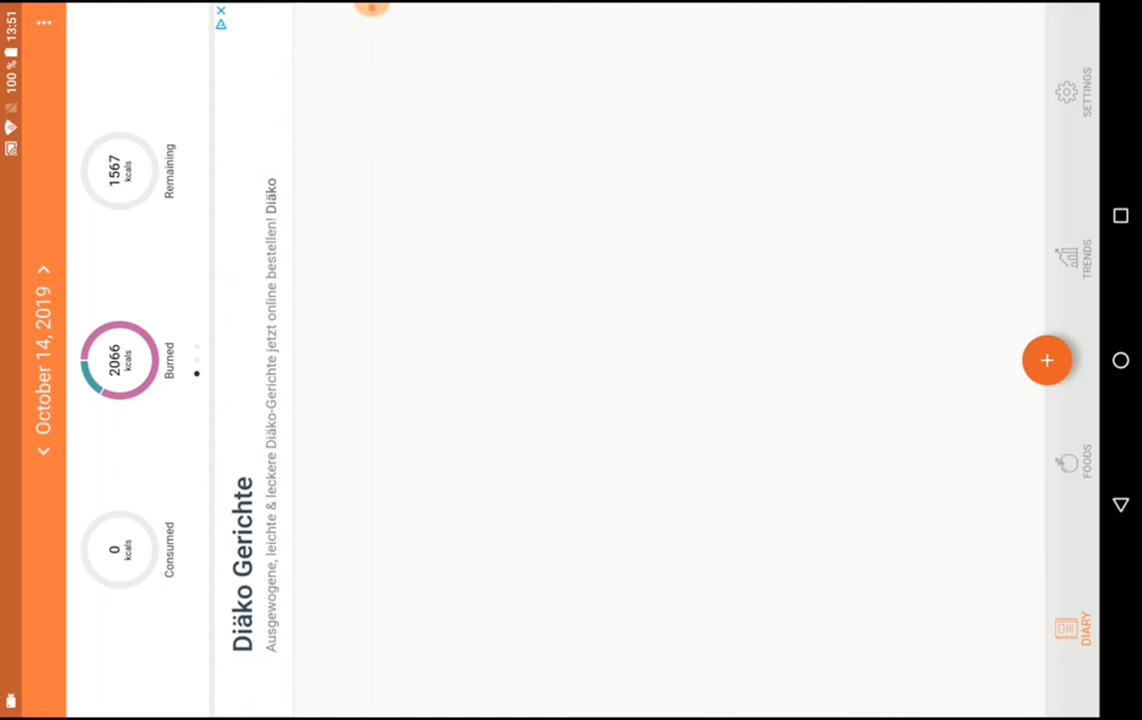 100 % 13:51
October 14, 2019
0
kcals
Consumed
2066
kcals
Burned
1567
kcals
Remaining
Diäko Gerichte
Ausgewogene, leichte & leckere Diäko-Gerichte jetzt online bestellen! Diäko
+
DIARY
FOODS
TRENDS
SETTINGS